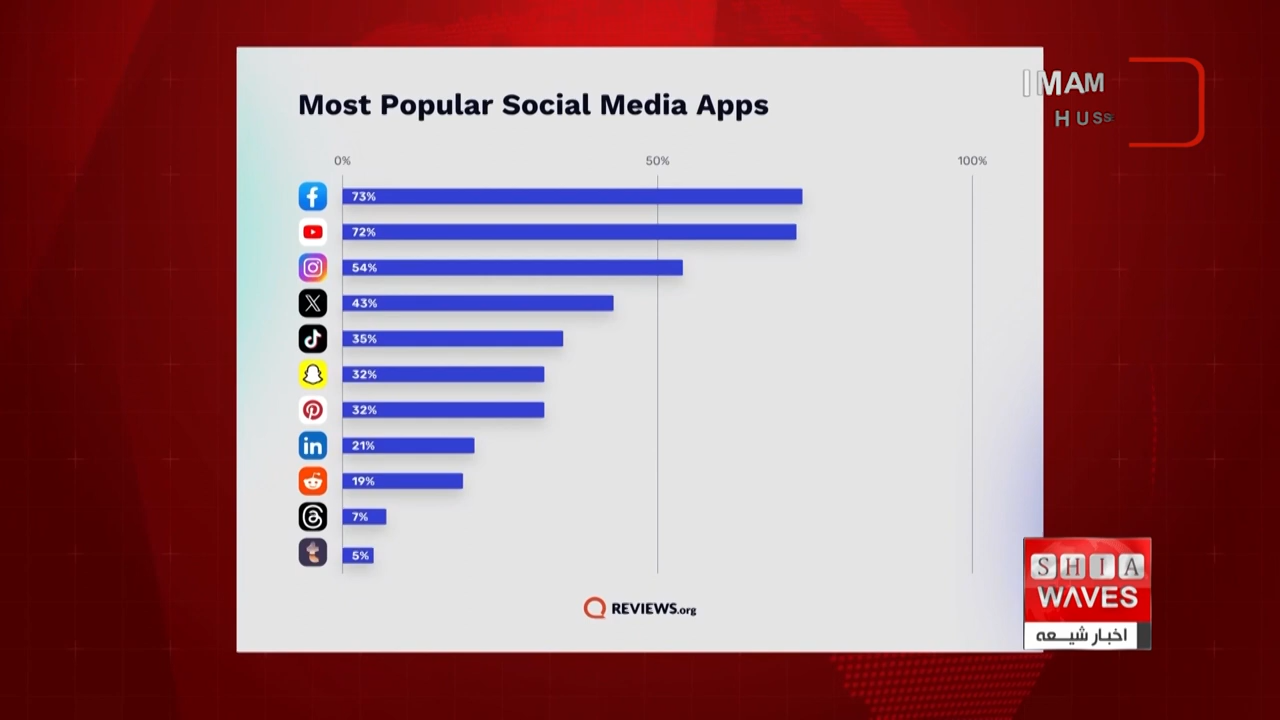 Most Popular Social Media Apps
0% 50% 100%
73%
72%
54%
43%
35%
32%
32%
21%
19%
7%
5%
REVIEWS.org
IMAM
SHIA
WAVES
اخبار شیعه